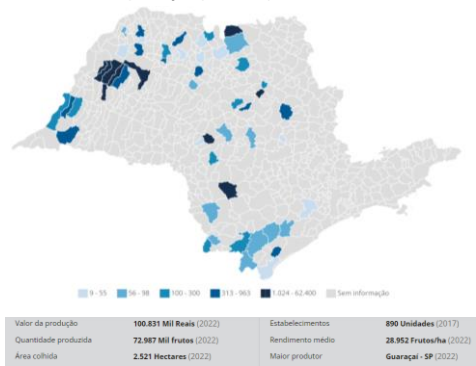 9 - 55 56 - 98 100 - 300 313 - 963 1.024 - 62.400 Sem informação
Valor da produção 100.831 Mil Reais (2022) Estabelecimentos 890 Unidades (2017)
Quantidade produzida 72.987 Mil frutos (2022) Rendimento médio 28.952 Frutos/ha (2022)
Área colhida 2.521 Hectares (2022) Maior produtor Guaraçaí - SP (2022)